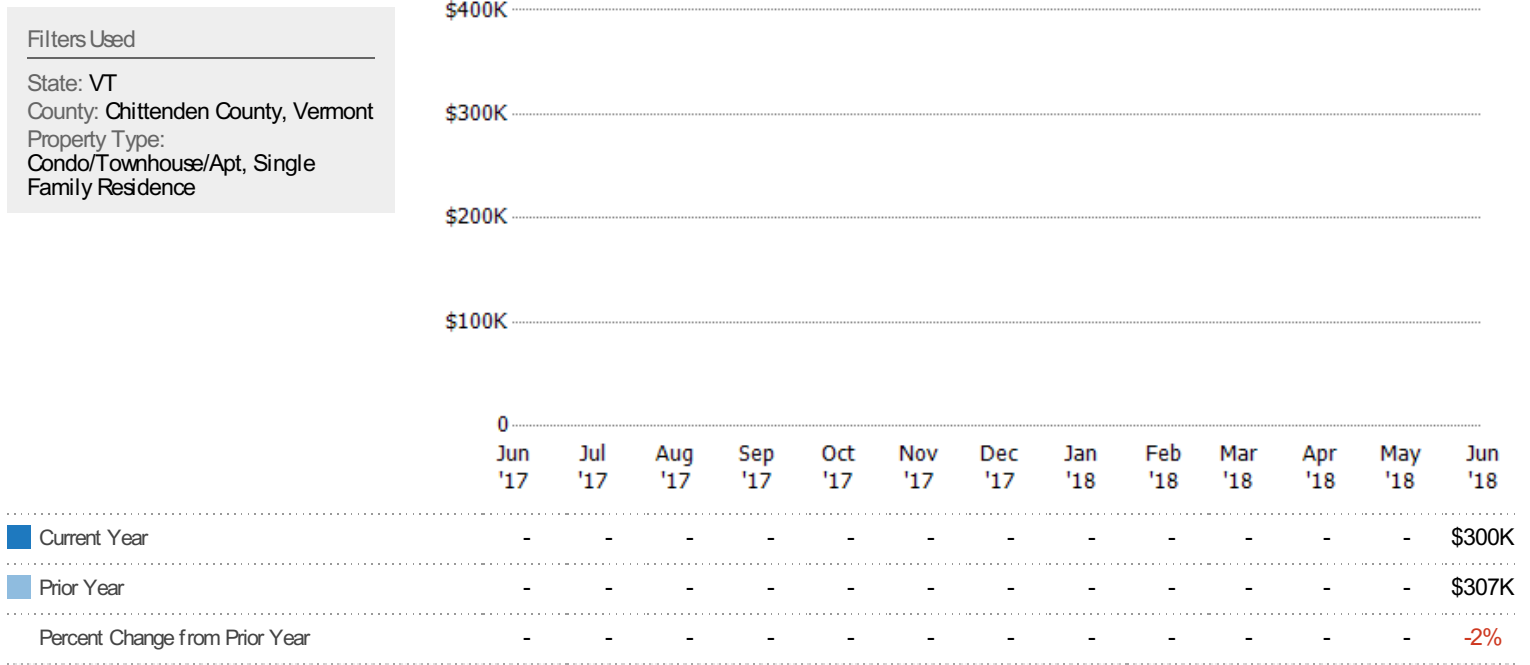 Filters Used
State: VT
County: Chittenden County, Vermont
Property Type:
Condo/Townhouse/Apt, Single
Family Residence
$400K
$300K
$200K
$100K
0
Jun Jul Aug Sep Oct Nov Dec Jan Feb Mar Apr May Jun
'17 '17 '17 '17 '17 '17 '17 '18 '18 '18 '18 '18 '18
Current Year - - - - - - - - - - - - $300K
Prior Year - - - - - - - - - - - - $307K
Percent Change from Prior Year - - - - - - - - - - - - -2%